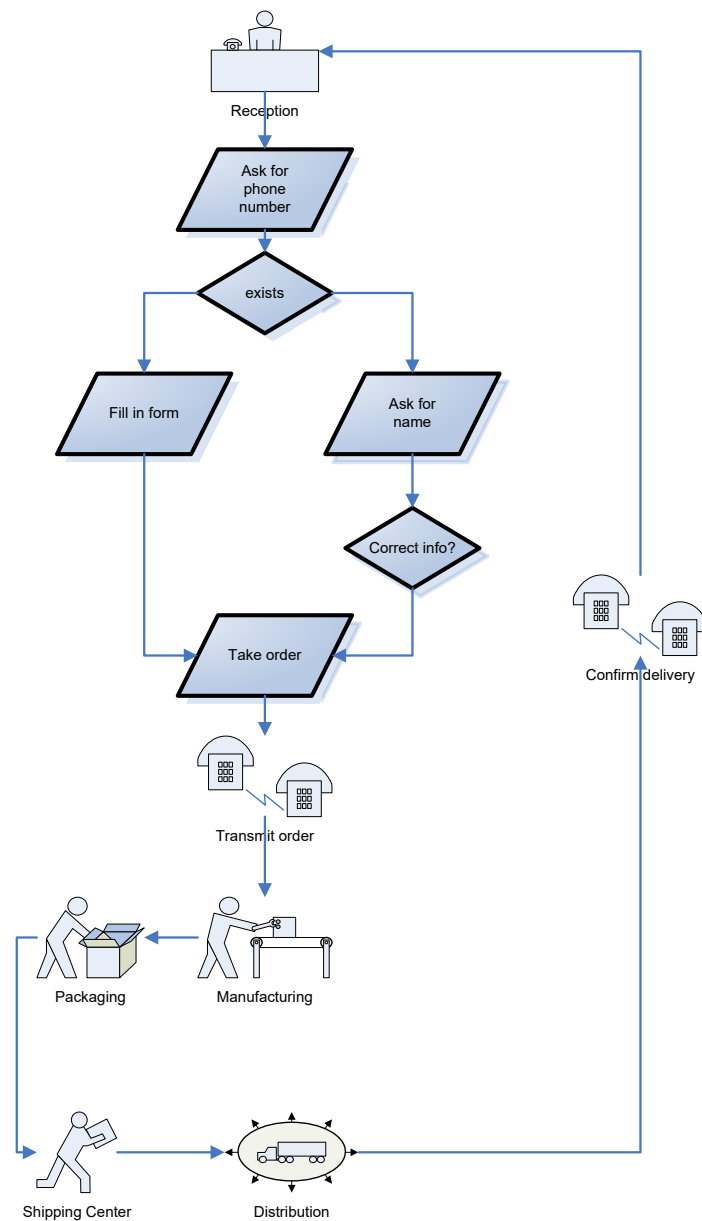 Reception
Ask for
phone
number
exists
Fill in form
Ask for
name
Correct info?
Take order
Confirm delivery
Transmit order
Packaging
Manufacturing
Shipping Center
Distribution